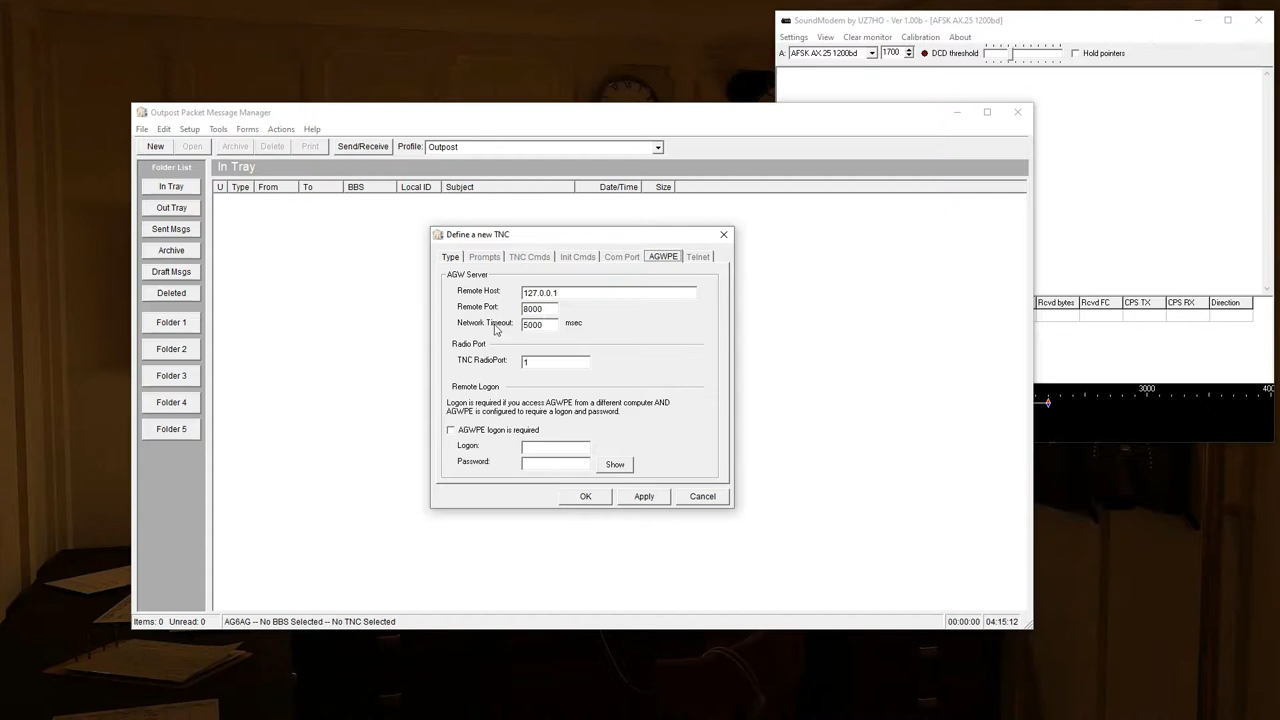 SoundModem by UZ7HO - Ver 1.00b - [AFSK AX.25 1200bd]
Settings View Clear monitor Calibration About
A: AFSK AX.25 1200bd 1700 DCD threshold Hold pointers
Outpost Packet Message Manager
File Edit Setup Tools Forms Actions Help
New Open Archive Delete Print Send/Receive Profile: Outpost
Folder List
In Tray
In Tray
Out Tray
Sent Msgs
Archive
Draft Msgs
Deleted
Folder 1
Folder 2
Folder 3
Folder 4
Folder 5
U Type From To BBS Local ID Subject Date/Time Size
Define a new TNC
Type Prompts TNC Cmds Init Cmds Com Port AGWPE Telnet
AGW Server
Remote Host: 127.0.0.1
Remote Port: 8000
Network Timeout: 5000 msec
Radio Port
TNC RadioPort: 1
Remote Logon
Logon is required if you access AGWPE from a different computer AND
AGWPE is configured to require a logon and password.
AGWPE logon is required
Logon:
Password: Show
OK Apply Cancel
Rcvd bytes Rcvd FC CPS TX CPS RX Direction
3000
Items: 0 Unread: 0 AG6AG -- No BBS Selected -- No TNC Selected 00:00:00 04:15:12